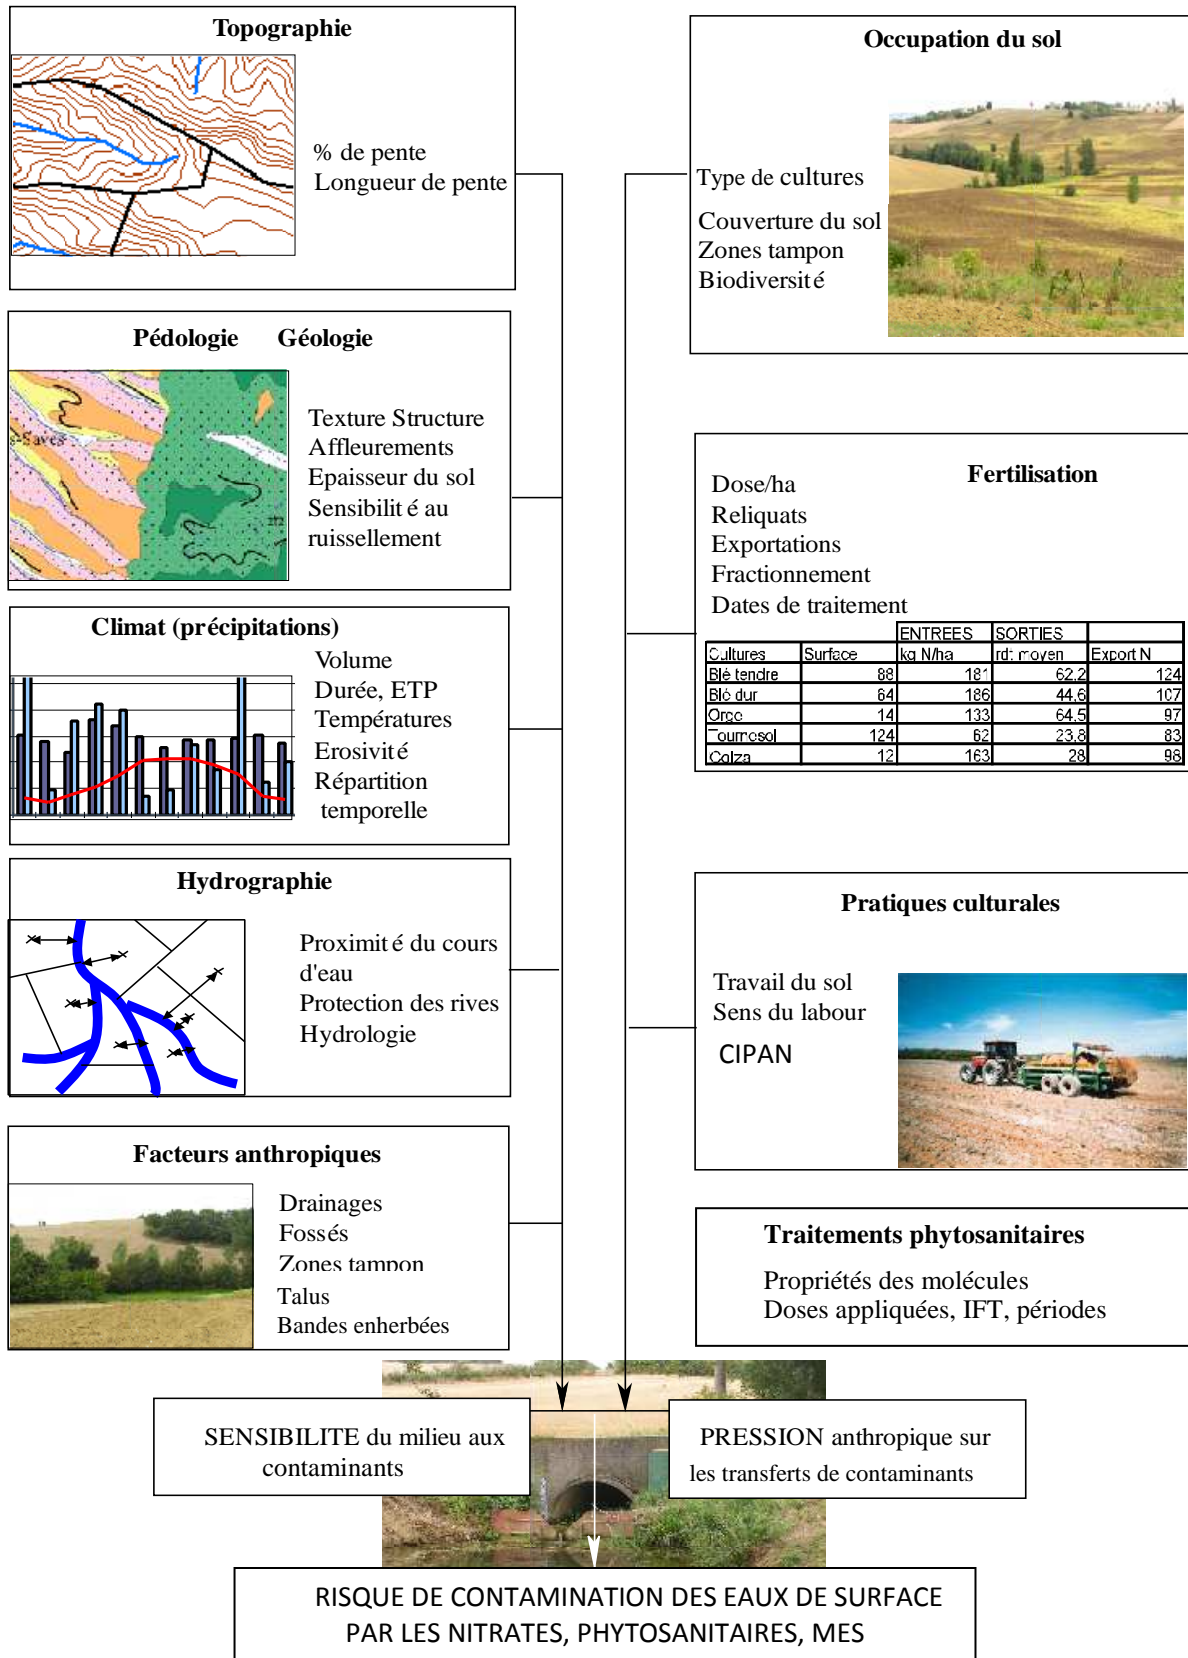 Topographie
% de pente
Longueur de pente
Pédologie Géologie
s-Savès
272
Texture Structure
Affleurements
Epaisseur du sol
Sensibilité au
ruissellement
Climat (précipitations)
Volume
Durée, ETP
Températures
Erosivité
Répartition
temporelle
Hydrographie
Proximité du cours
d'eau
Protection des rives
Hydrologie
Facteurs anthropiques
Drainages
Fossés
Zones tampon
Talus
Bandes enherbées
Occupation du sol
Type de cultures
Couverture du sol
Zones tampon
Biodiversité
Fertilisation
Dose/ha
Reliquats
Exportations
Fractionnement
Dates de traitement
ENTREES SORTIES
Cultures Surface kg N/ha rdt moyen Export N
Blé tendre 88 181 62,2 124
Blé dur 64 186 44,6 107
Orge 14 133 64,5 97
Tournesol 124 62 23,8 83
Colza 12 163 28 98
Pratiques culturales
Travail du sol
Sens du labour
CIPAN
Traitements phytosanitaires
Propriétés des molécules
Doses appliquées, IFT, périodes
SENSIBILITE du milieu aux
contaminants
PRESSION anthropique sur
les transferts de contaminants
RISQUE DE CONTAMINATION DES EAUX DE SURFACE
PAR LES NITRATES, PHYTOSANITAIRES, MES